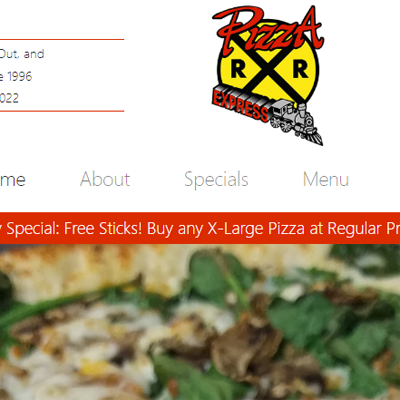 Out, and
e 1996
022
PizzA
R R
EXPRESS
me
About
Specials
Menu
y Special: Free Sticks! Buy any X-Large Pizza at Regular Pr